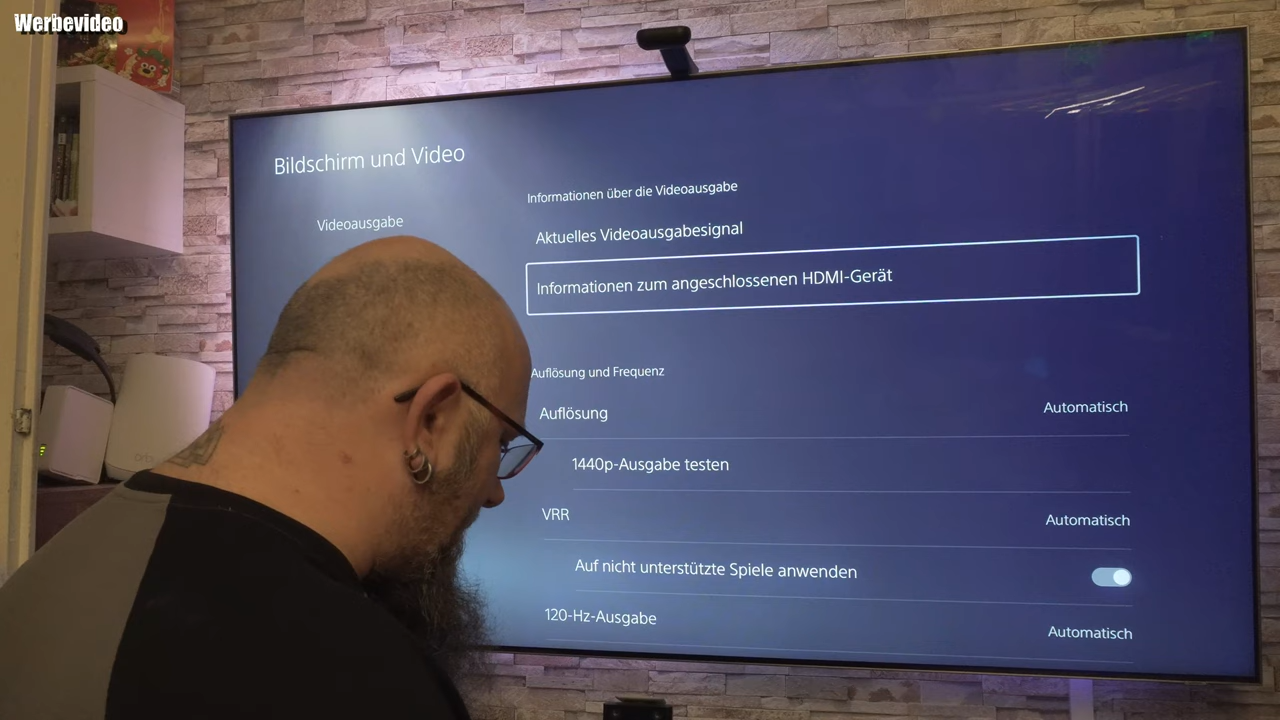 Werbevideo
Bildschirm und Video
Videoausgabe
Informationen über die Videoausgabe
Aktuelles Videoausgabesignal
Informationen zum angeschlossenen HDMI-Gerät
Auflösung und Frequenz
Auflösung Automatisch
1440p-Ausgabe testen
VRR Automatisch
Auf nicht unterstützte Spiele anwenden
120-Hz-Ausgabe Automatisch
orbi